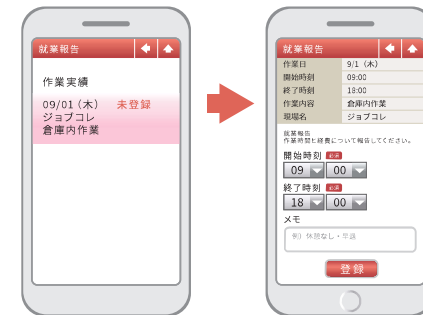 就業報告
作業実績
09/01（木） 未登録
ジョブコレ
倉庫内作業
就業報告
作業日 9/1（木）
開始時刻 09:00
終了時刻 18:00
作業内容 倉庫内作業
現場名 ジョブコレ
就業報告
作業時間と経費について報告してください。
開始時刻 必須
09 00
終了時刻 必須
18 00
メモ
例）休憩なし・早退
登録